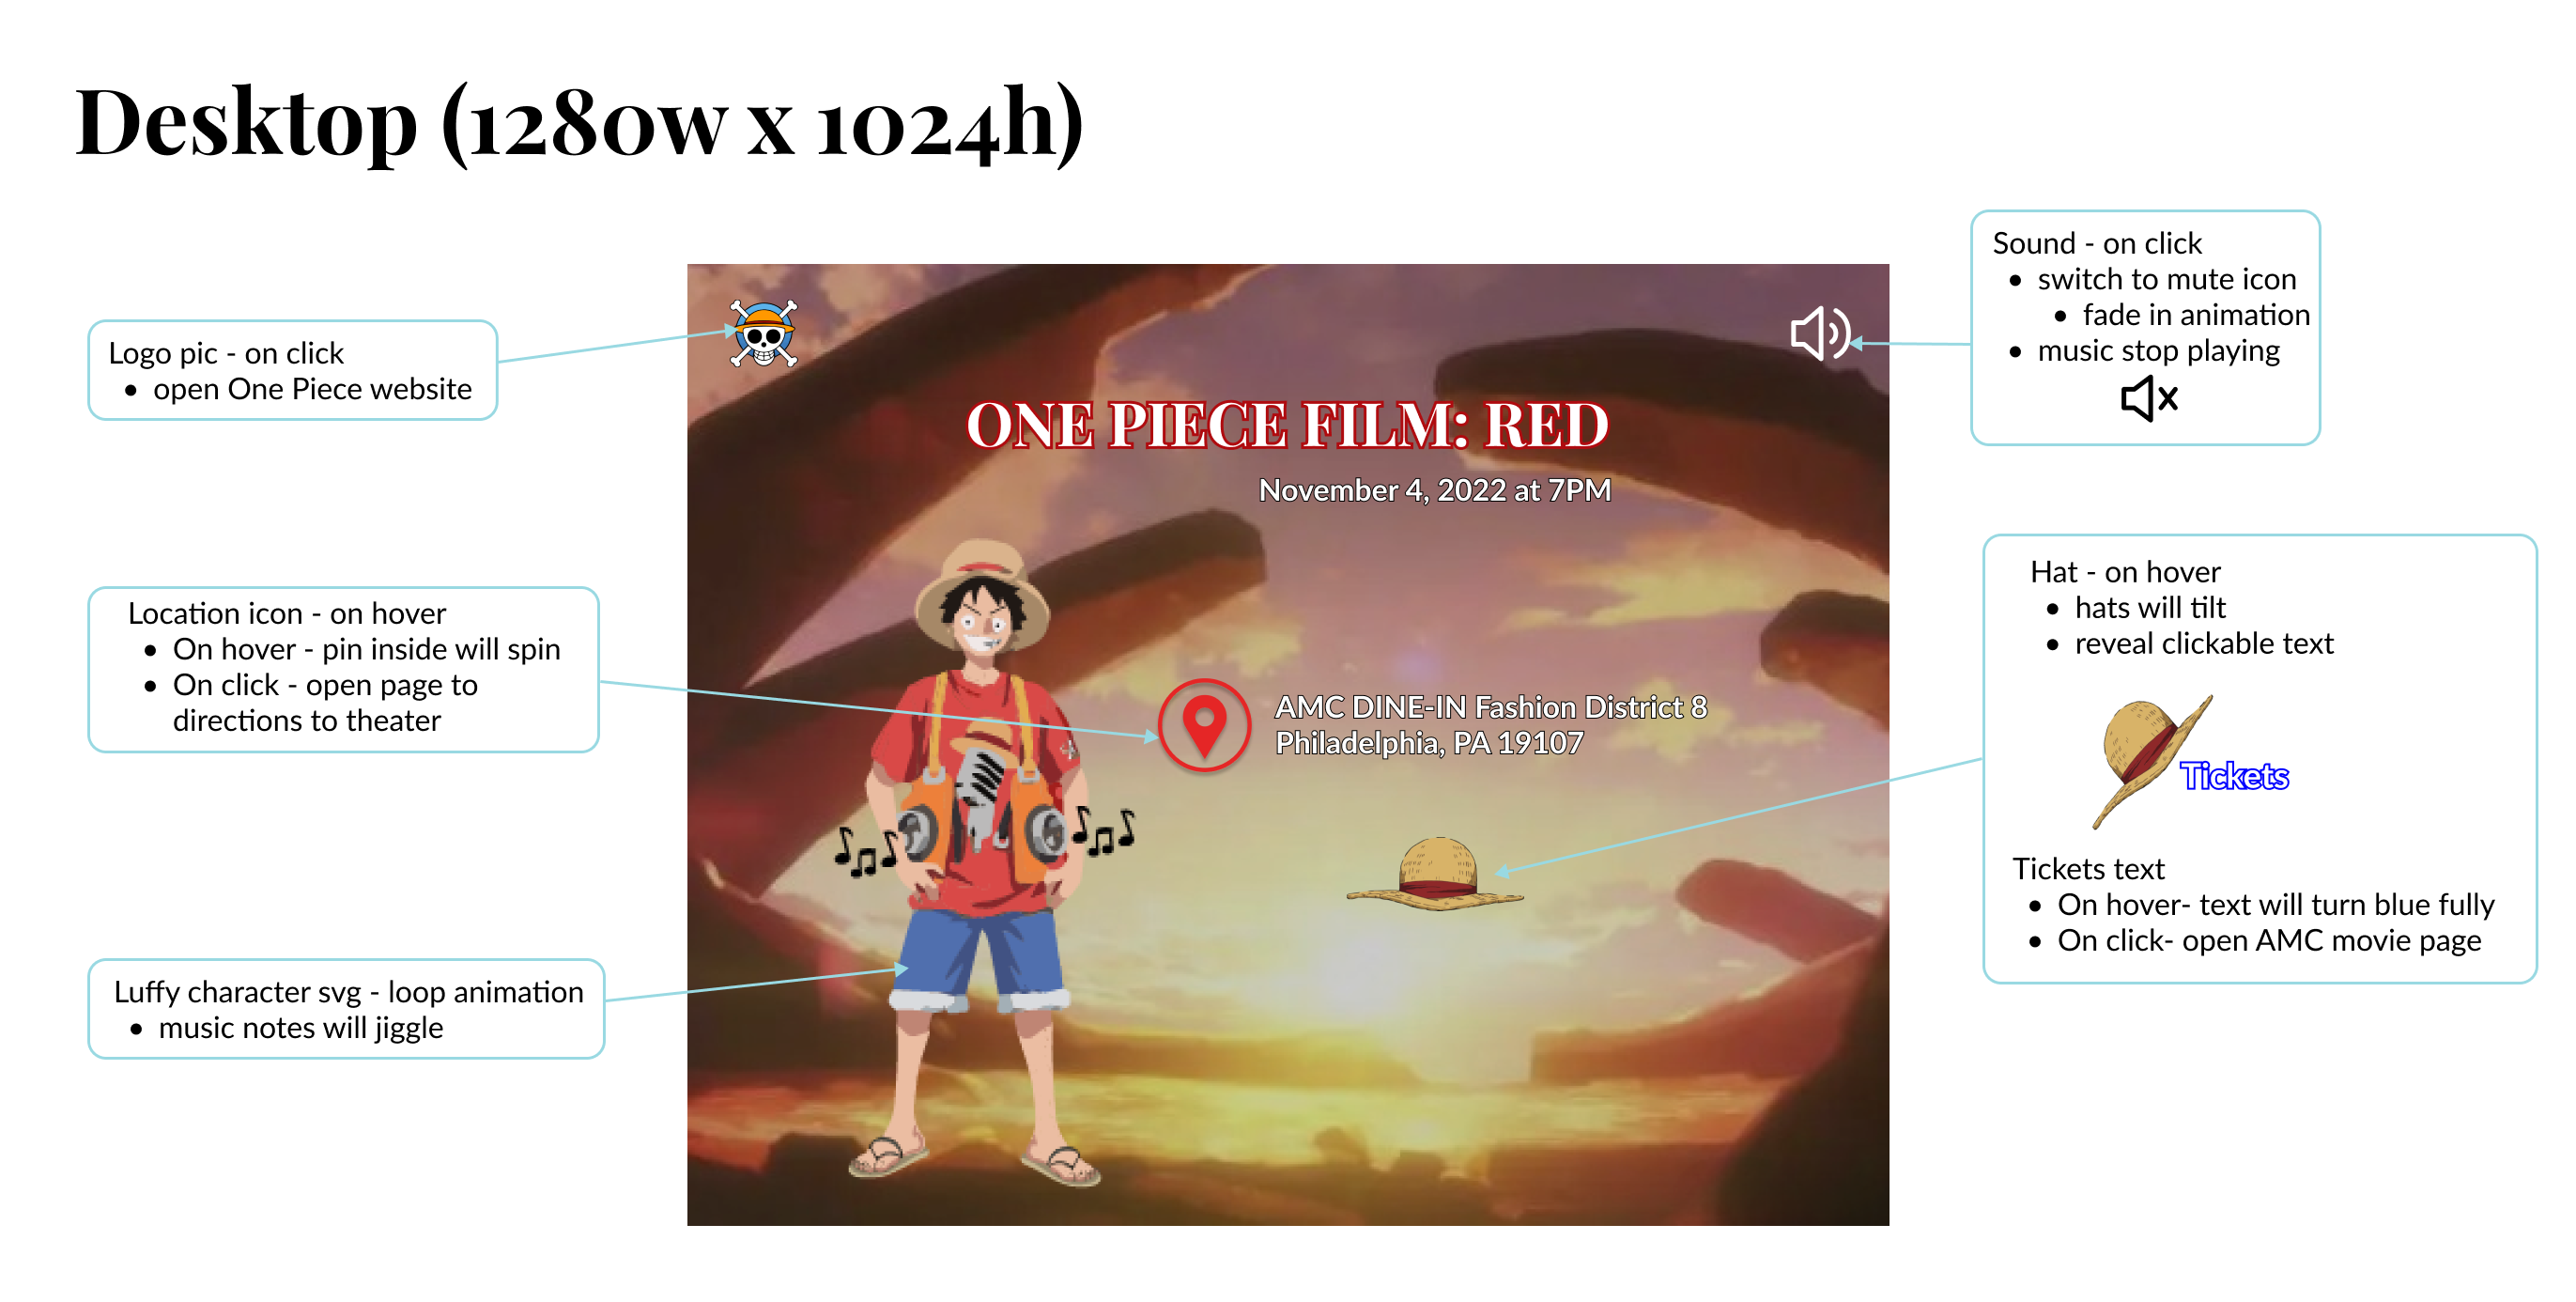 Desktop (1280w x 1024h)
Logo pic - on click
• open One Piece website
Location icon - on hover
• On hover - pin inside will spin
• On click - open page to
directions to theater
Luffy character svg - loop animation
• music notes will jiggle
ONE PIECE FILM: RED
November 4, 2022 at 7PM
AMC DINE-IN Fashion District 8
Philadelphia, PA 19107
Sound - on click
• switch to mute icon
• fade in animation
• music stop playing
Hat - on hover
• hats will tilt
• reveal clickable text
Tickets
Tickets text
• On hover- text will turn blue fully
• On click- open AMC movie page